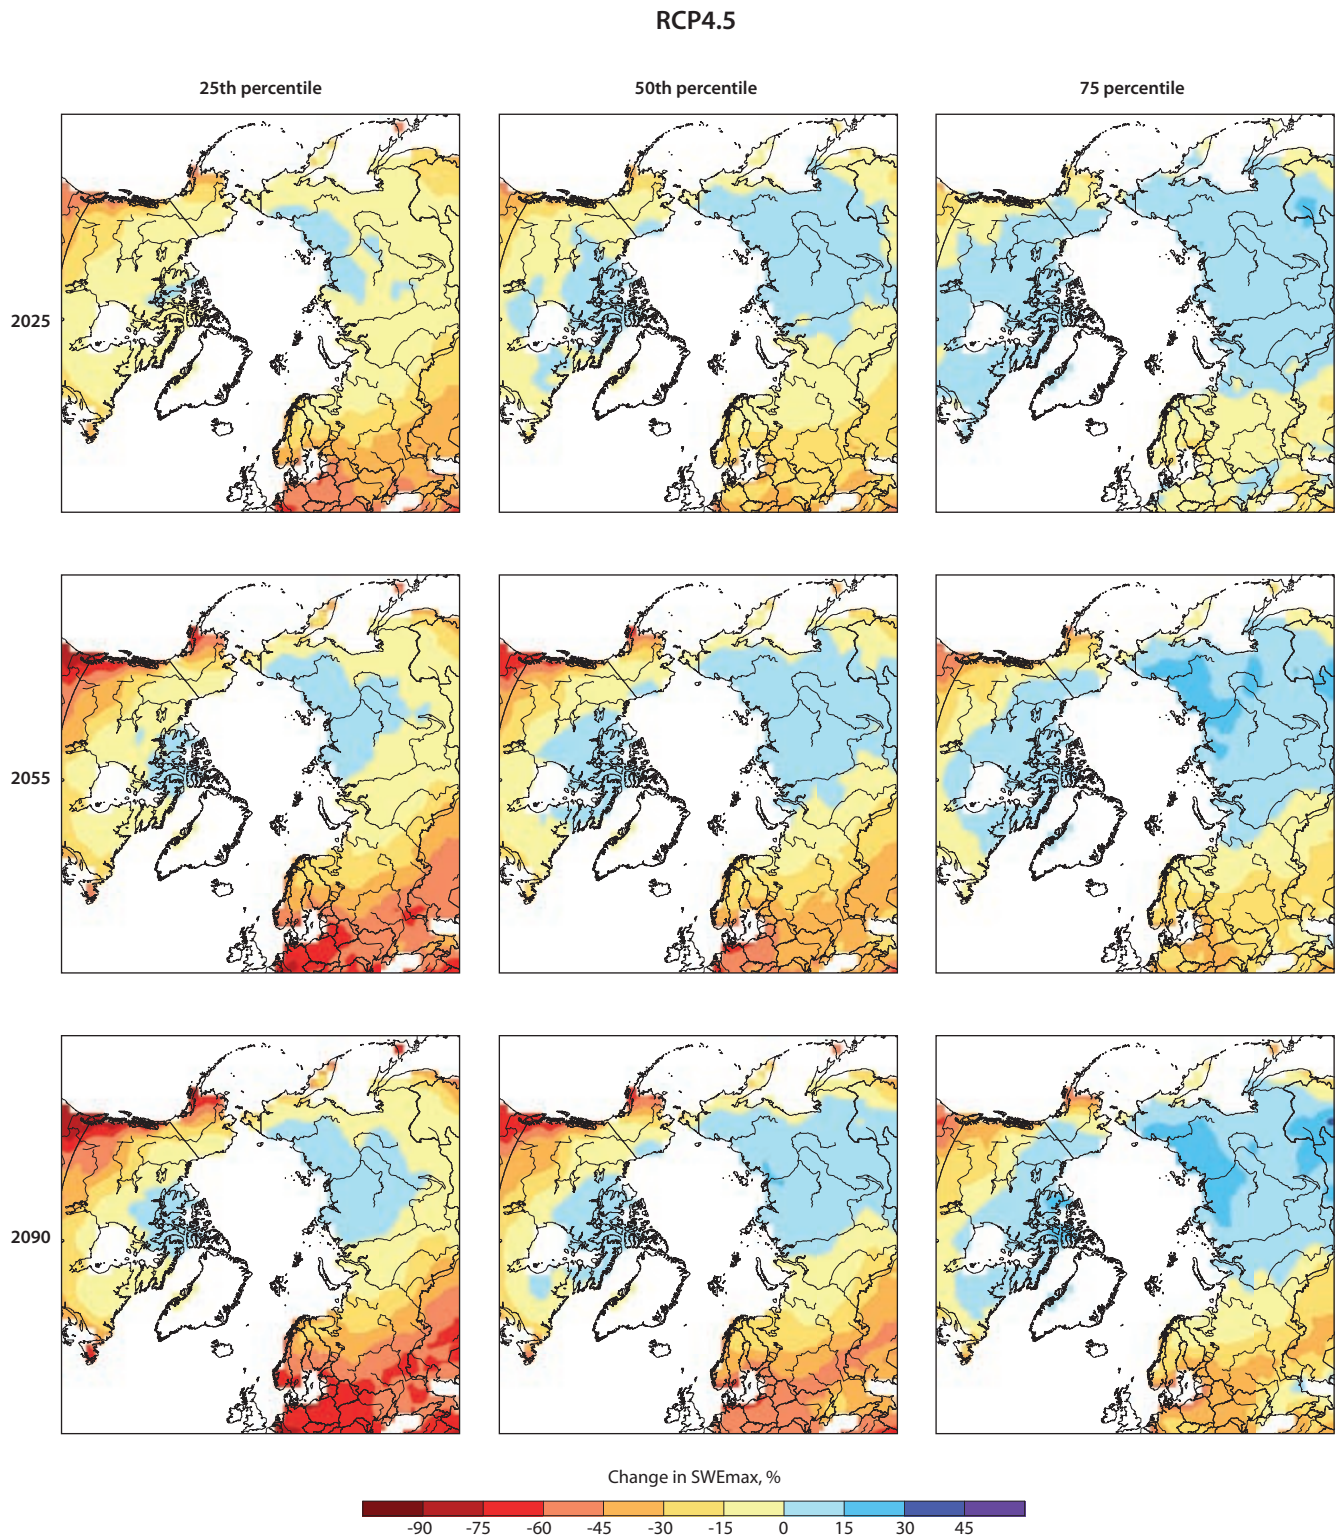 RCP4.5
25th percentile
50th percentile
75 percentile
2025
2055
2090
Change in SWEmax, %
-90 -75 -60 -45 -30 -15 0 15 30 45